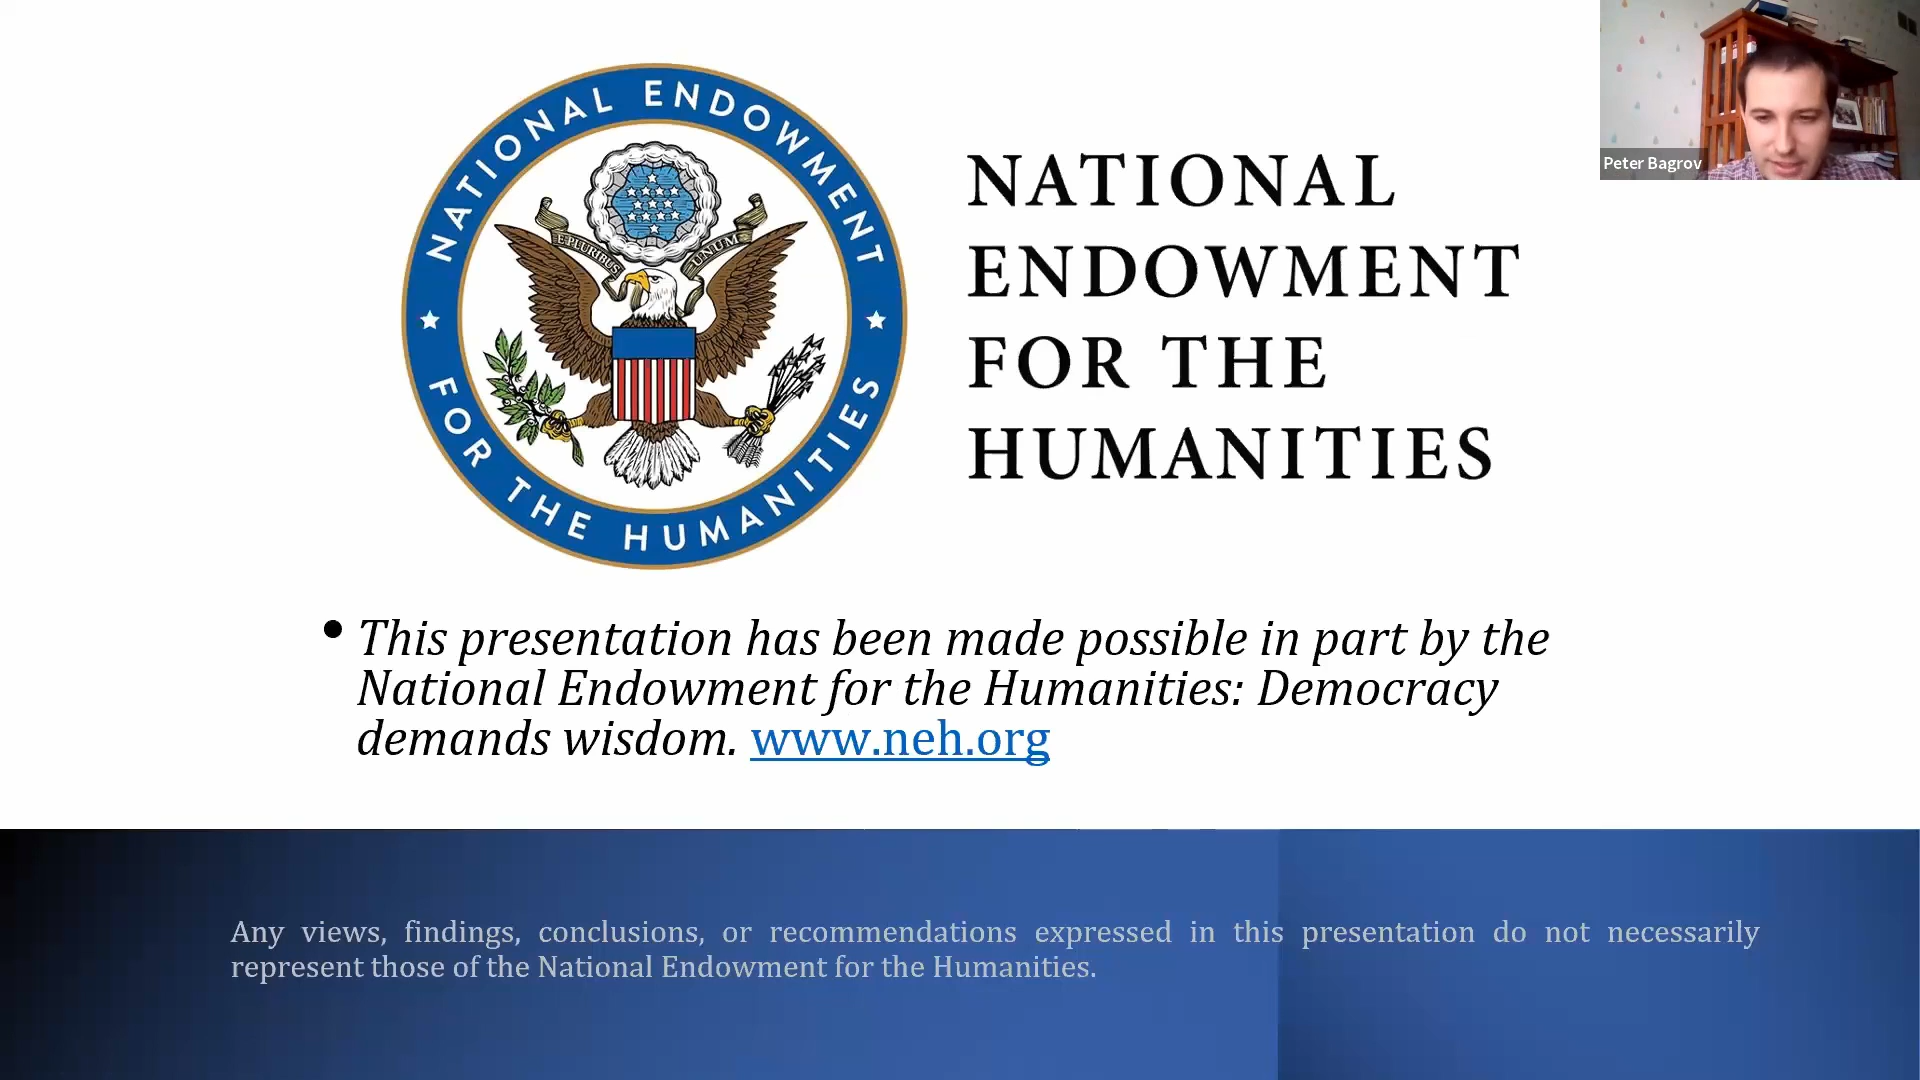 NATIONAL ENDOWMENT
FOR THE HUMANITIES
E PLURIBUS
UNUM
NATIONAL
ENDOWMENT
FOR THE
HUMANITIES
Peter Bagrov
• This presentation has been made possible in part by the
National Endowment for the Humanities: Democracy
demands wisdom. www.neh.org
Any views, findings, conclusions, or recommendations expressed in this presentation do not necessarily
represent those of the National Endowment for the Humanities.